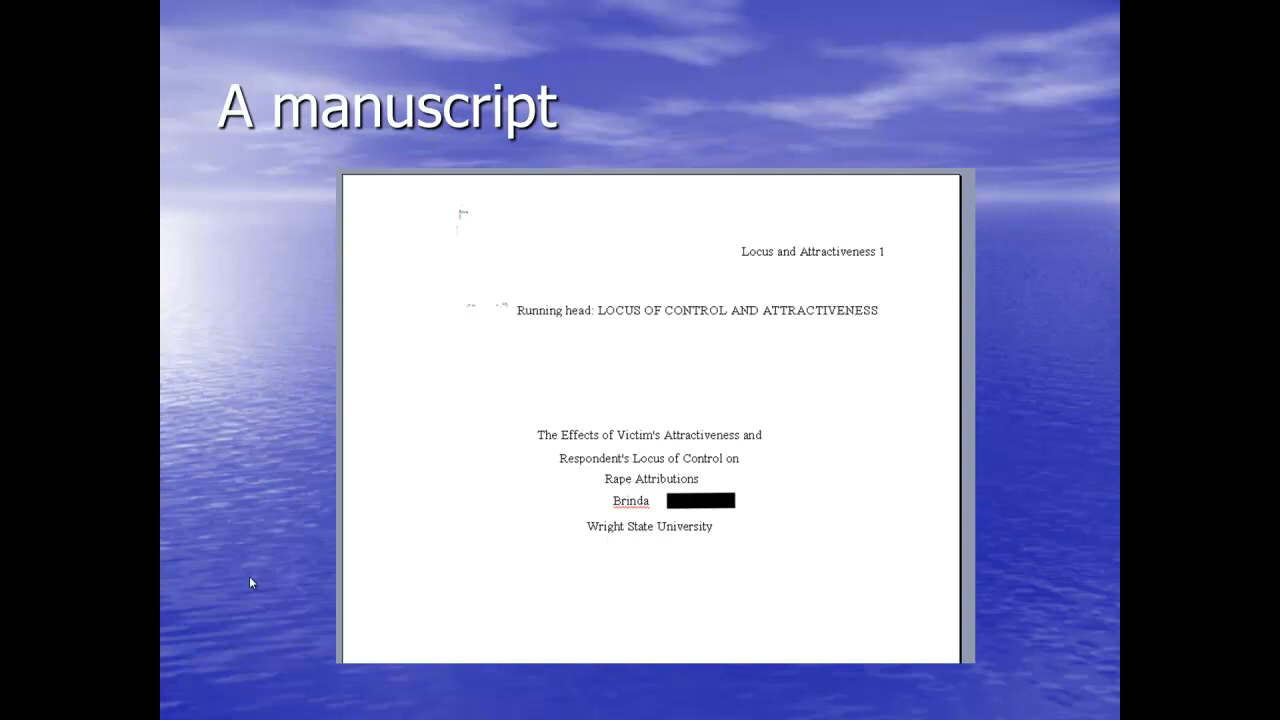 A manuscript
Locus and Attractiveness 1
Running head: LOCUS OF CONTROL AND ATTRACTIVENESS
The Effects of Victim's Attractiveness and
Respondent's Locus of Control on
Rape Attributions
Brinda
Wright State University